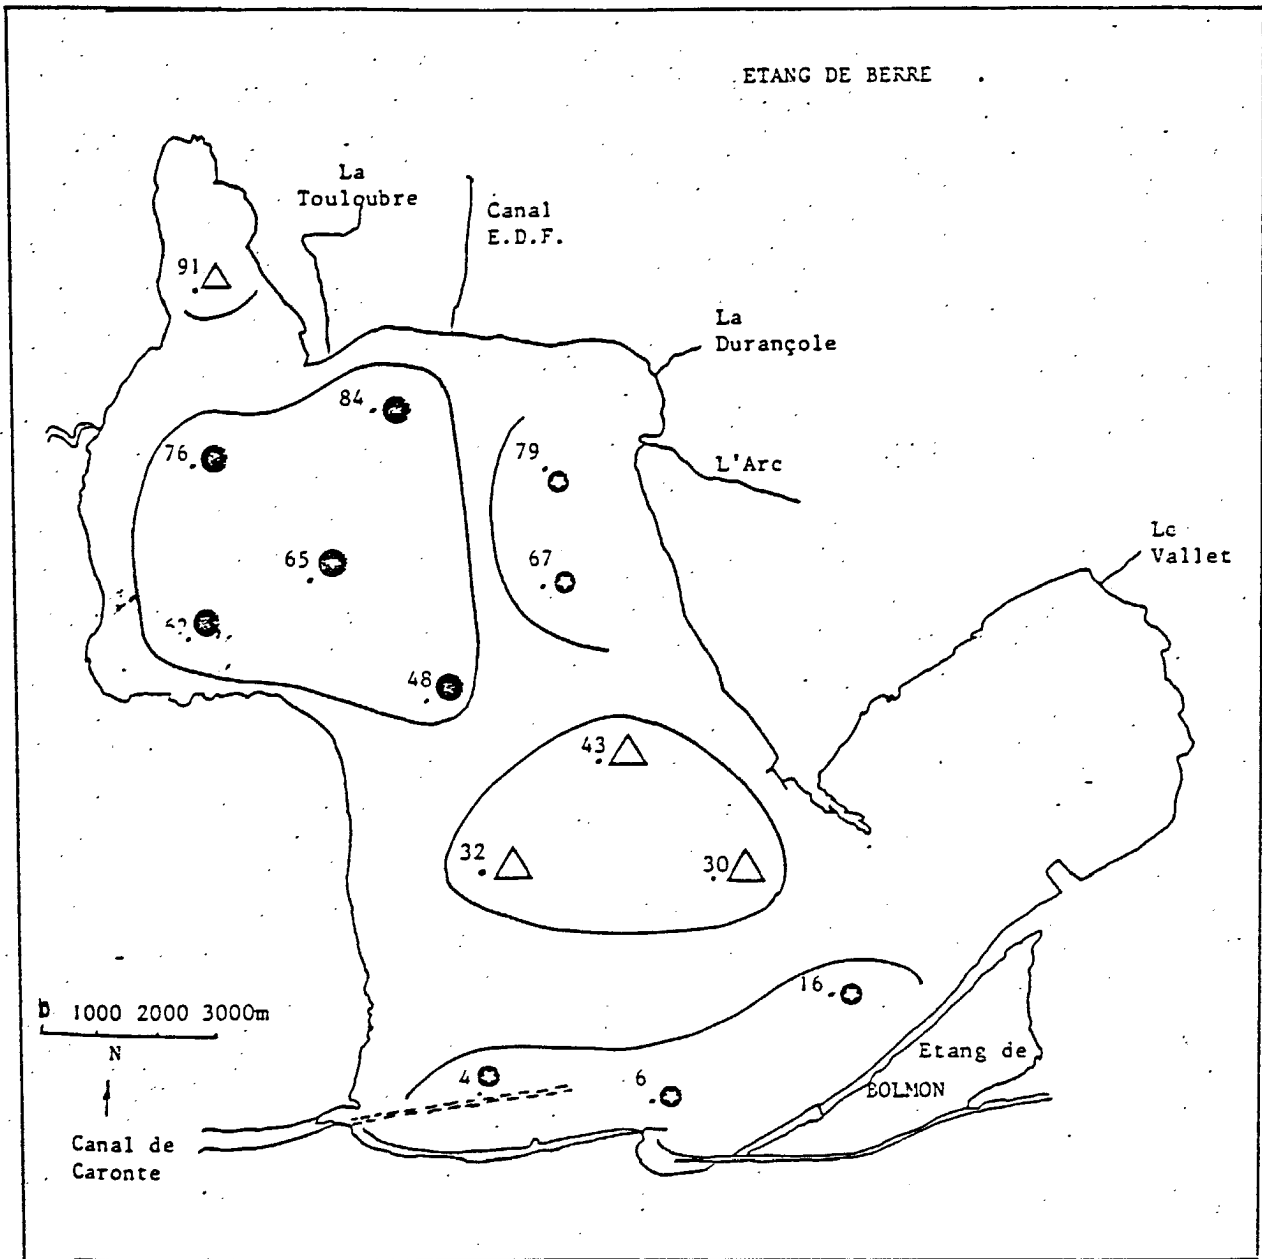 ETANG DE BERRE
La
Touloubre
Canal
E.D.F.
91
La
Durançole
84
76
79
L'Arc
65
67
Le
Vallet
48
43
32
30
16
1000 2000 3000m
N
4
6
Etang de
BOLMON
Canal de
Caronte